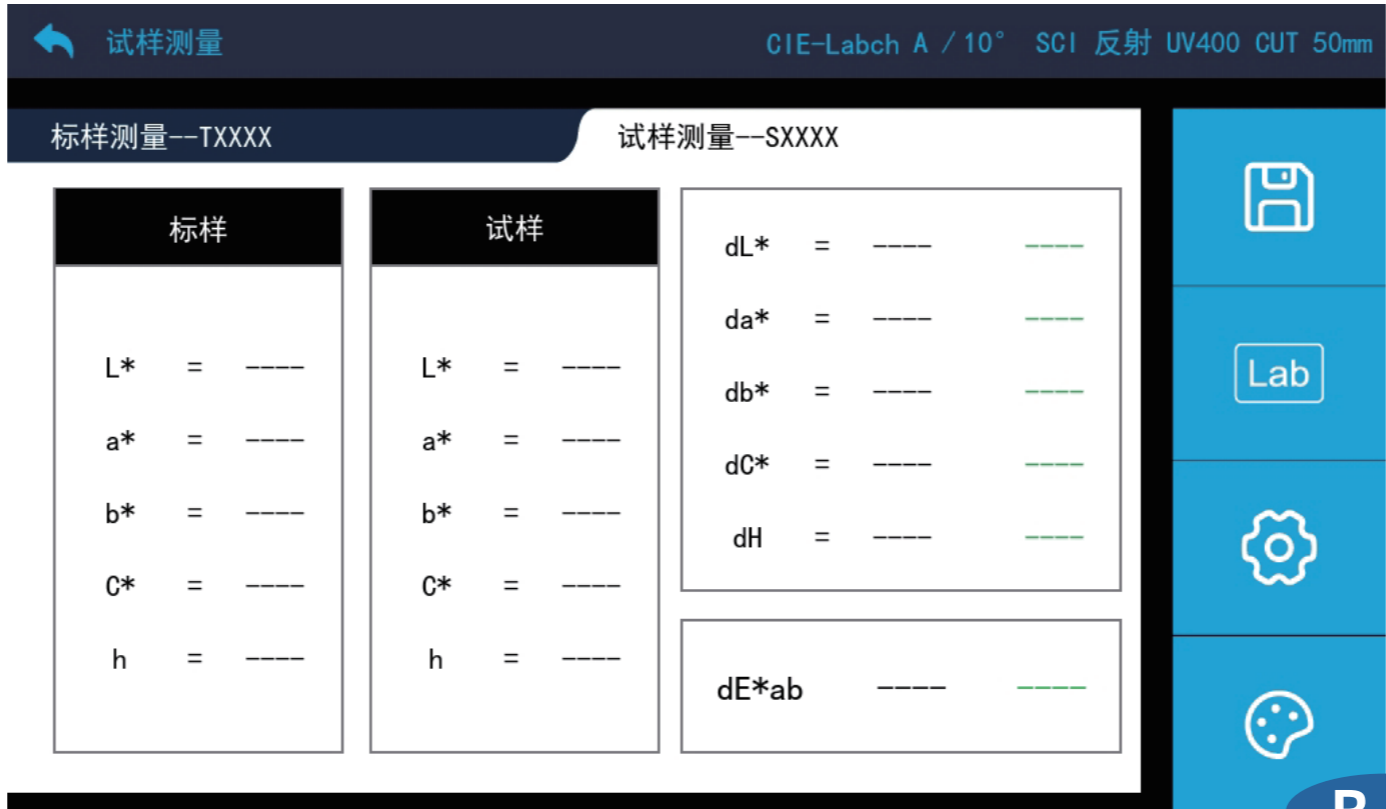 试样测量
CIE-Labch A / 10° SCI 反射 UV400 CUT 50mm
标样测量--TXXXX
试样测量--SXXXX
标样
L* = ----
a* = ----
b* = ----
C* = ----
h = ----
试样
L* = ----
a* = ----
b* = ----
C* = ----
h = ----
dL* = ---- ----
da* = ---- ----
db* = ---- ----
dC* = ---- ----
dH = ---- ----
dE*ab ---- ----
Lab